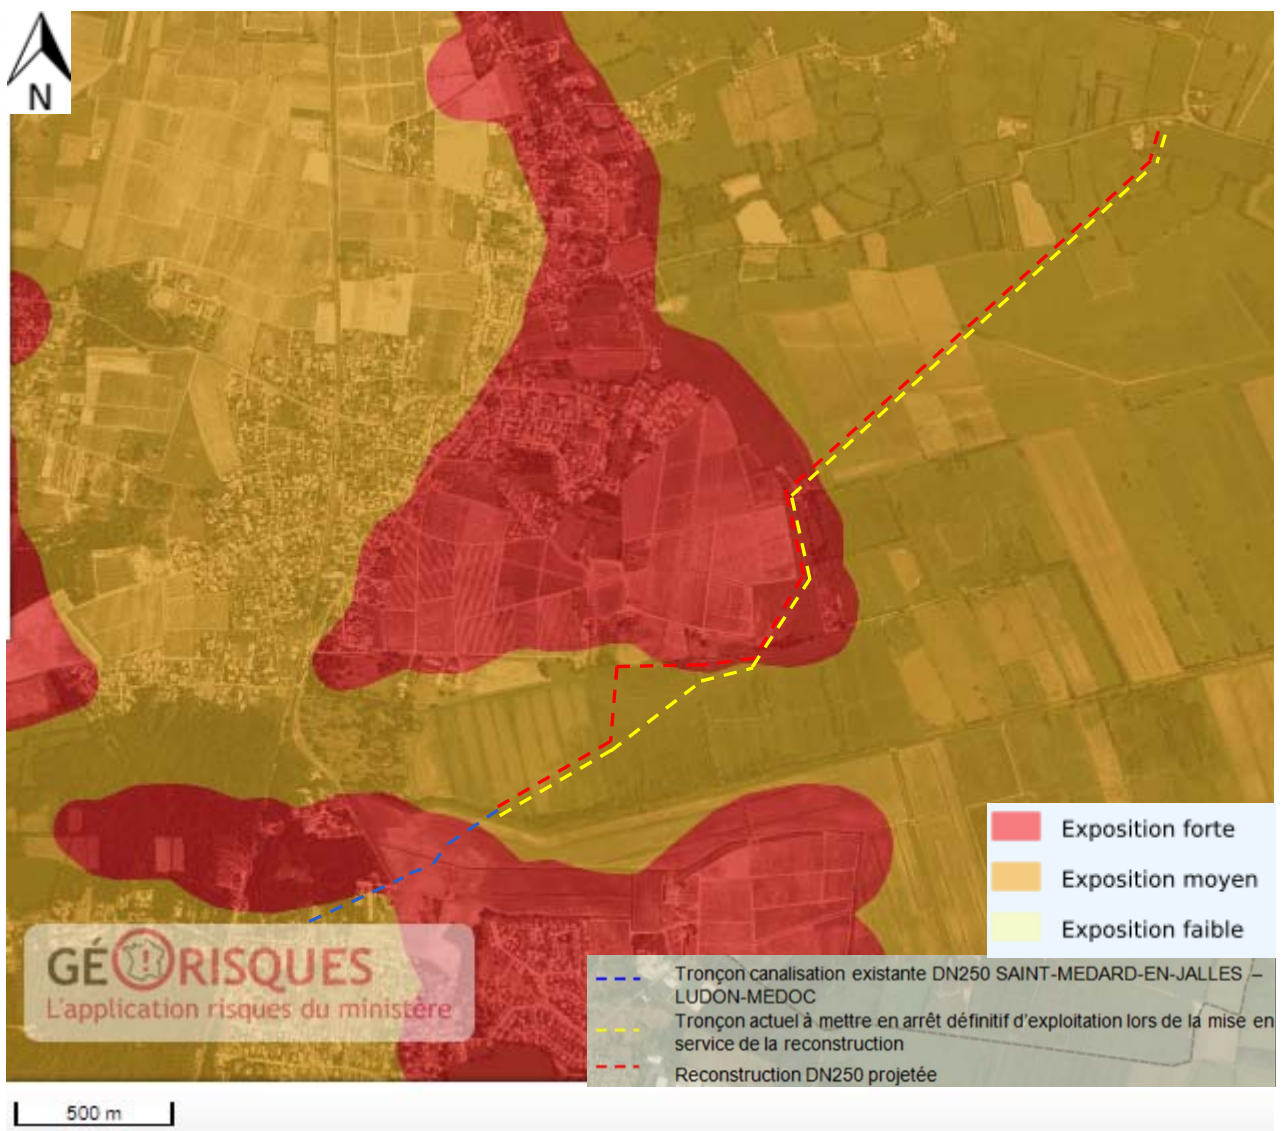 N
Exposition forte
Exposition moyen
Exposition faible
GÉORISQUES
L'application risques du ministère
Tronçon canalisation existante DN250 SAINT-MEDARD-EN-JALLES –
LUDON-MEDOC
Tronçon actuel à mettre en arrêt définitif d'exploitation lors de la mise en
service de la reconstruction
Reconstruction DN250 projetée
500 m